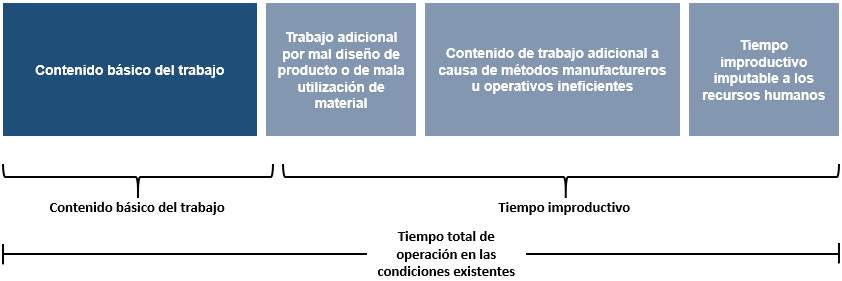 Contenido básico del trabajo
Trabajo adicional
por mal diseño de
producto o de mala
utilización de
material
Contenido de trabajo adicional a
causa de métodos manufactureros
u operativos ineficientes
Tiempo
improductivo
imputable a los
recursos humanos
Contenido básico del trabajo
Tiempo improductivo
Tiempo total de
operación en las
condiciones existentes